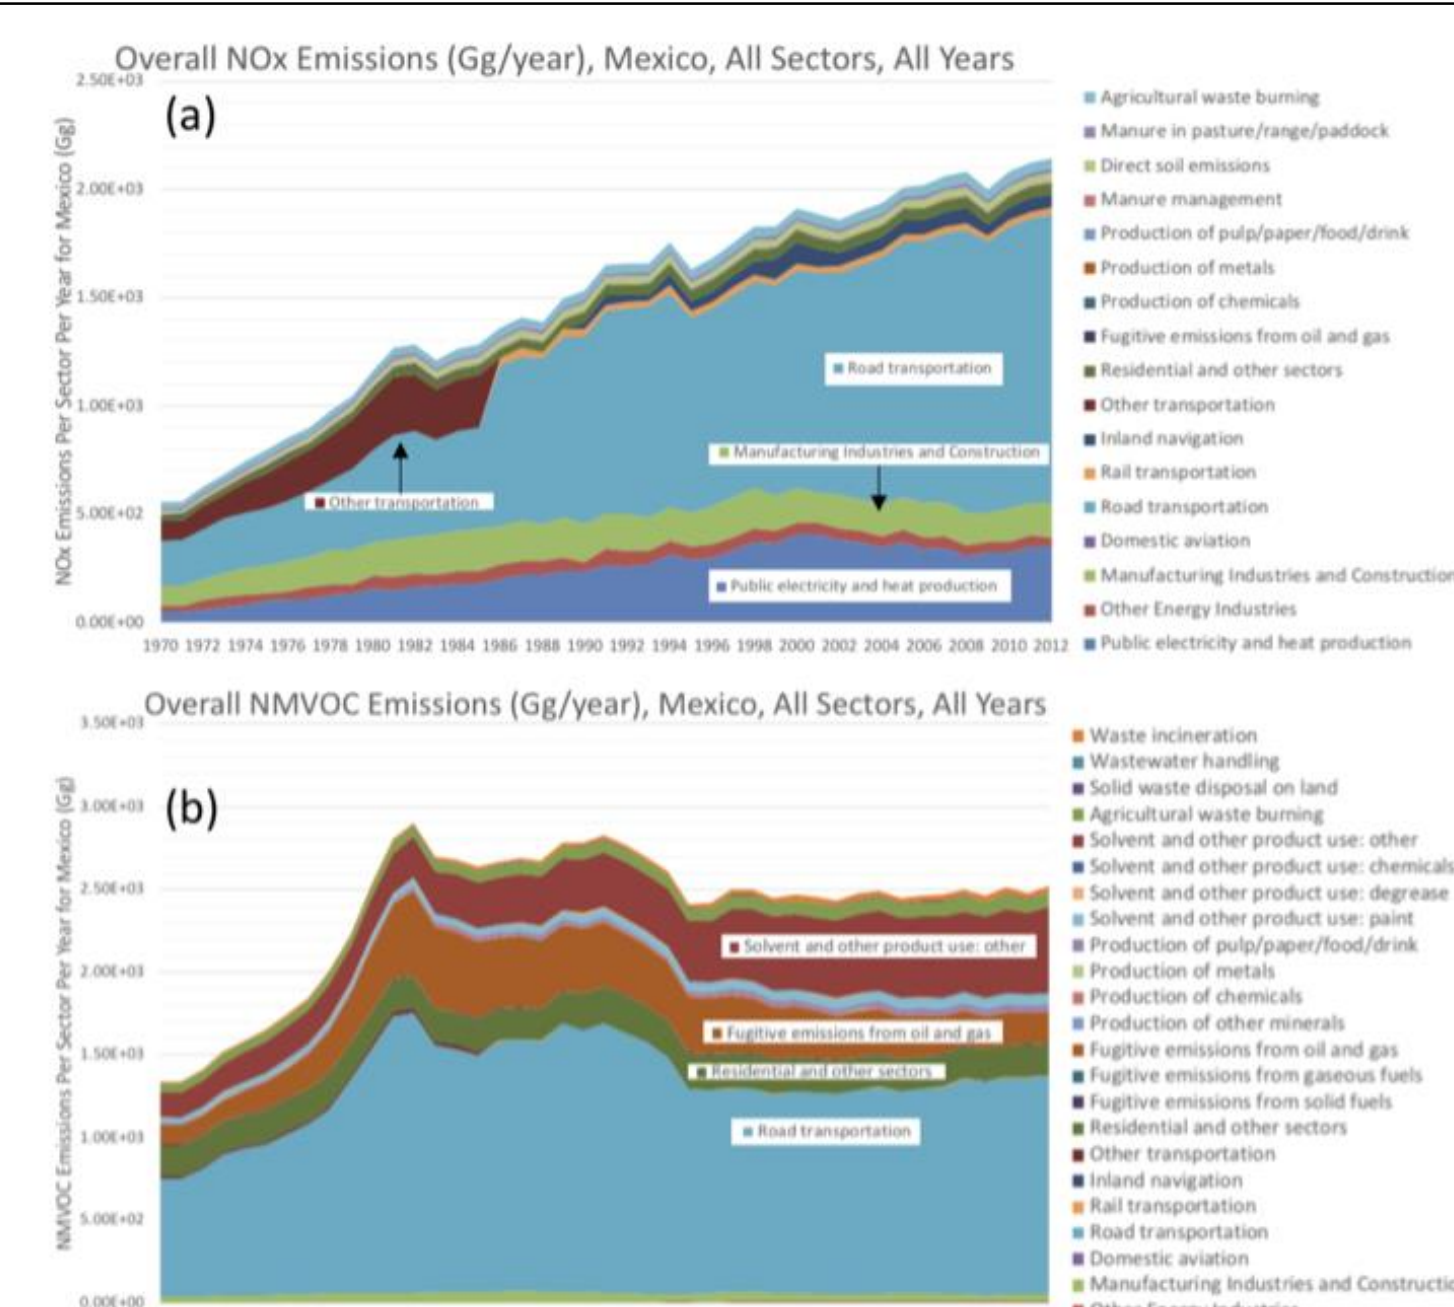 Overall NOx Emissions (Gg/year), Mexico, All Sectors, All Years
(a)
NOx Emissions Per Sector Per Year for Mexico (Gg)
2.50E+03
2.00E+03
1.50E+03
1.00E+03
5.00E+02
0.00E+00
Road transportation
Manufacturing Industries and Construction
Other transportation
Public electricity and heat production
1970 1972 1974 1976 1978 1980 1982 1984 1986 1988 1990 1992 1994 1996 1998 2000 2002 2004 2006 2008 2010 2012
Agricultural waste burning
Manure in pasture/range/paddock
Direct soil emissions
Manure management
Production of pulp/paper/food/drink
Production of metals
Production of chemicals
Fugitive emissions from oil and gas
Residential and other sectors
Other transportation
Inland navigation
Rail transportation
Road transportation
Domestic aviation
Manufacturing Industries and Construction
Other Energy Industries
Public electricity and heat production
Overall NMVOC Emissions (Gg/year), Mexico, All Sectors, All Years
(b)
NMVOC Emissions Per Sector Per Year for Mexico (Gg)
3.50E+03
3.00E+03
2.50E+03
2.00E+03
1.50E+03
1.00E+03
5.00E+02
0.00E+00
Solvent and other product use: other
Fugitive emissions from oil and gas
Residential and other sectors
Road transportation
Waste incineration
Wastewater handling
Solid waste disposal on land
Agricultural waste burning
Solvent and other product use: other
Solvent and other product use: chemicals
Solvent and other product use: degrease
Solvent and other product use: paint
Production of pulp/paper/food/drink
Production of metals
Production of chemicals
Production of other minerals
Fugitive emissions from oil and gas
Fugitive emissions from gaseous fuels
Fugitive emissions from solid fuels
Residential and other sectors
Other transportation
Inland navigation
Rail transportation
Road transportation
Domestic aviation
Manufacturing Industries and Constructio